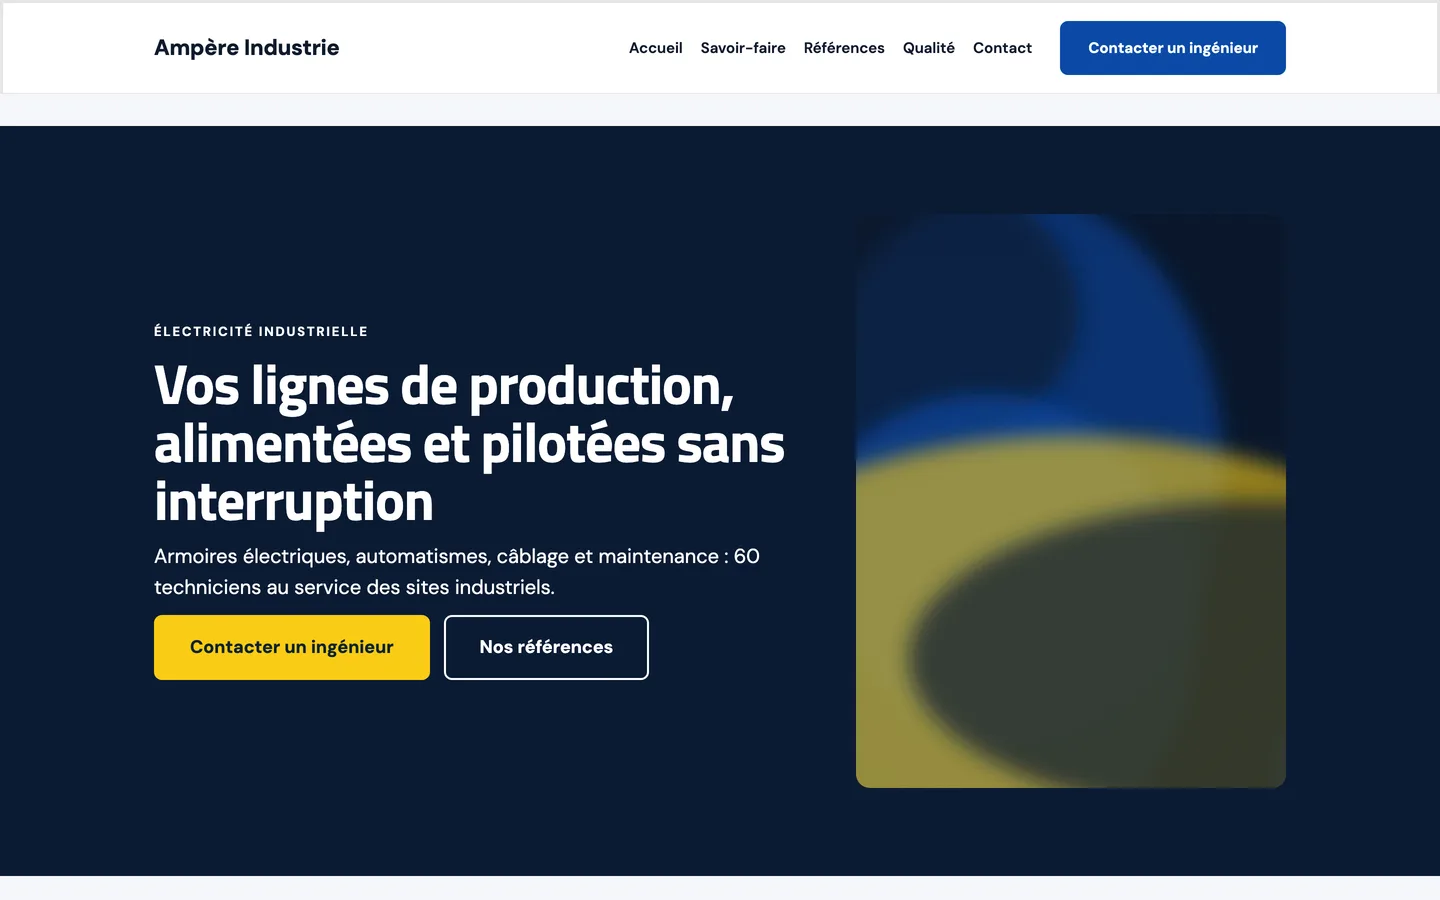 Ampère Industrie
Accueil Savoir-faire Références Qualité Contact Contacter un ingénieur
ÉLECTRICITÉ INDUSTRIELLE
Vos lignes de production,
alimentées et pilotées sans
interruption
Armoires électriques, automatismes, câblage et maintenance : 60
techniciens au service des sites industriels.
Contacter un ingénieur Nos références